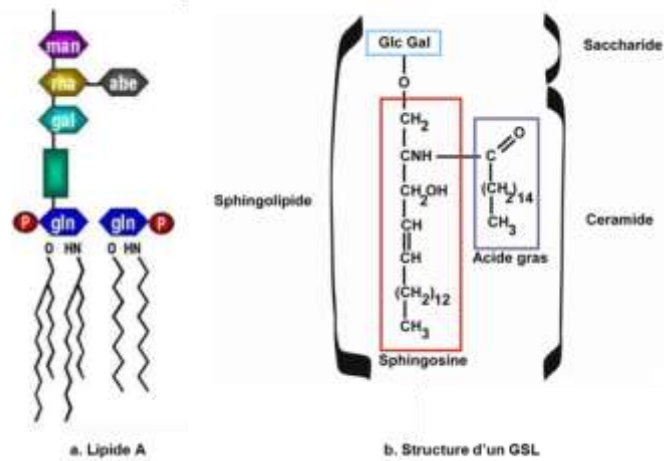 man
rha abe
gal
P gln gln P
O HN O HN
a. Lipide A
Glc Gal
O
CH2
CNH C O
CH2OH (CH2)14
CH CH3
CH
(CH2)12
CH3
Sphingolipide
Saccharide
Céramide
Acide gras
Sphingosine
b. Structure d'un GSL